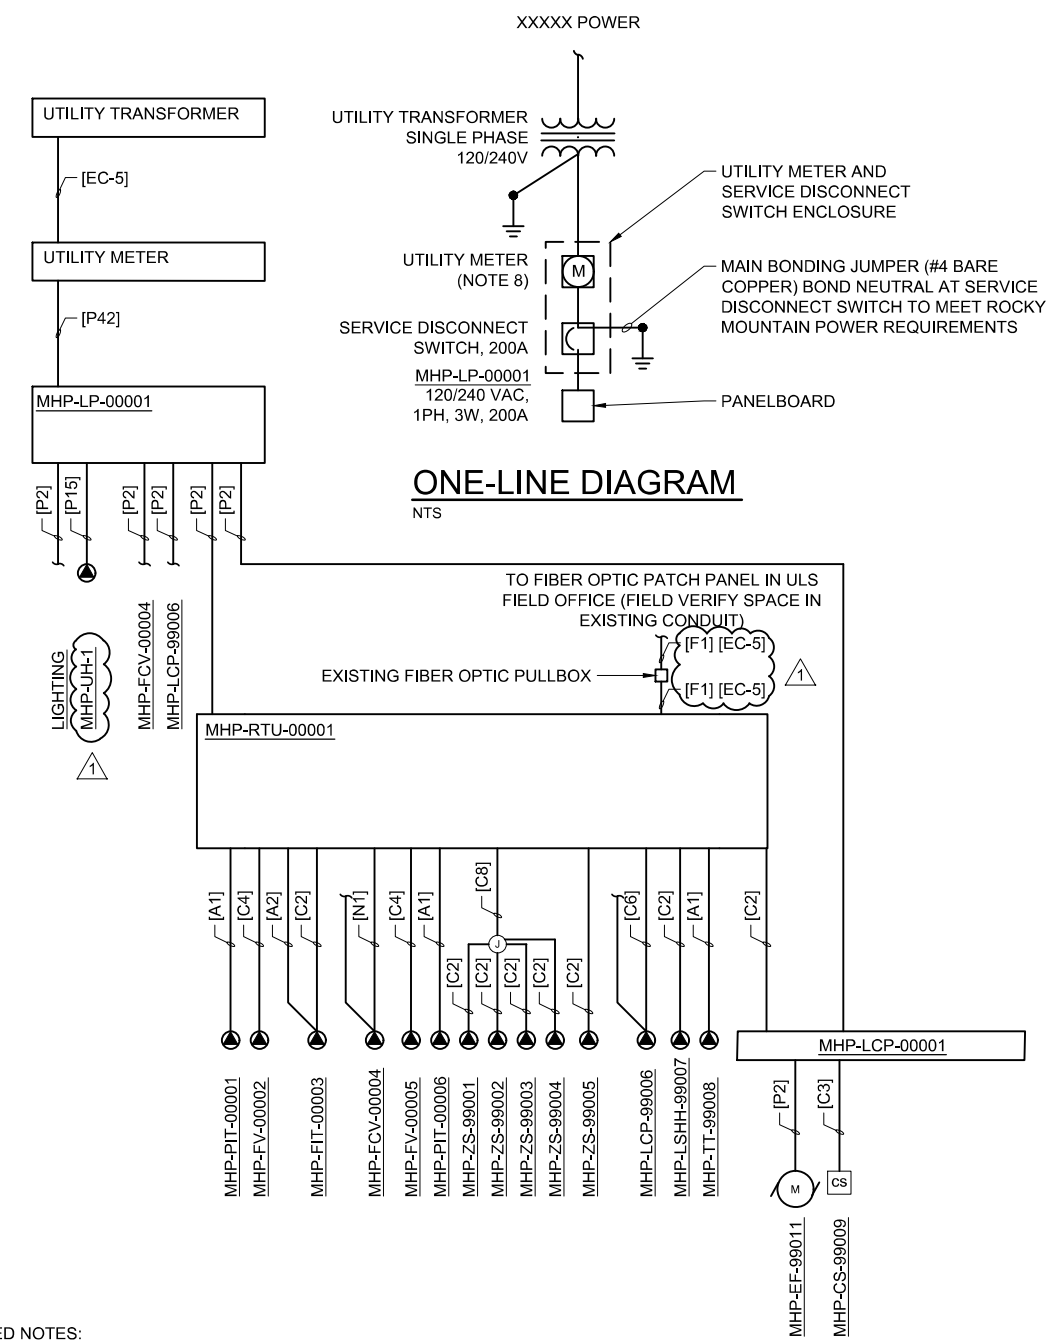 XXXXX POWER
UTILITY TRANSFORMER
[EC-5]
UTILITY METER
[P42]
MHP-LP-00001
UTILITY TRANSFORMER
SINGLE PHASE
120/240V
UTILITY METER AND
SERVICE DISCONNECT
SWITCH ENCLOSURE
UTILITY METER
(NOTE 8)
M
MAIN BONDING JUMPER (#4 BARE
COPPER) BOND NEUTRAL AT SERVICE
DISCONNECT SWITCH TO MEET ROCKY
MOUNTAIN POWER REQUIREMENTS
SERVICE DISCONNECT
SWITCH, 200A
MHP-LP-00001
120/240 VAC,
1PH, 3W, 200A
PANELBOARD
ONE-LINE DIAGRAM
NTS
[P2]
[P15]
[P2]
[P2]
[P2]
[P2]
LIGHTING
MHP-UH-1
1
MHP-FCV-00004
MHP-LCP-99006
TO FIBER OPTIC PATCH PANEL IN ULS
FIELD OFFICE (FIELD VERIFY SPACE IN
EXISTING CONDUIT)
[F1] [EC-5]
EXISTING FIBER OPTIC PULLBOX
[F1] [EC-5]
1
MHP-RTU-00001
[A1]
[C4]
[A2]
[C2]
[N1]
[C4]
[A1]
[C8]
J
[C2]
[C2]
[C2]
[C2]
[C2]
[C6]
[C2]
[A1]
[C2]
MHP-PIT-00001
MHP-FV-00002
MHP-FIT-00003
MHP-FCV-00004
MHP-FV-00005
MHP-PIT-00006
MHP-ZS-99001
MHP-ZS-99002
MHP-ZS-99003
MHP-ZS-99004
MHP-ZS-99005
MHP-LCP-99006
MHP-LSHH-99007
MHP-TT-99008
MHP-LCP-00001
[P2]
[C3]
M
CS
MHP-EF-99011
MHP-CS-99009
ED NOTES: